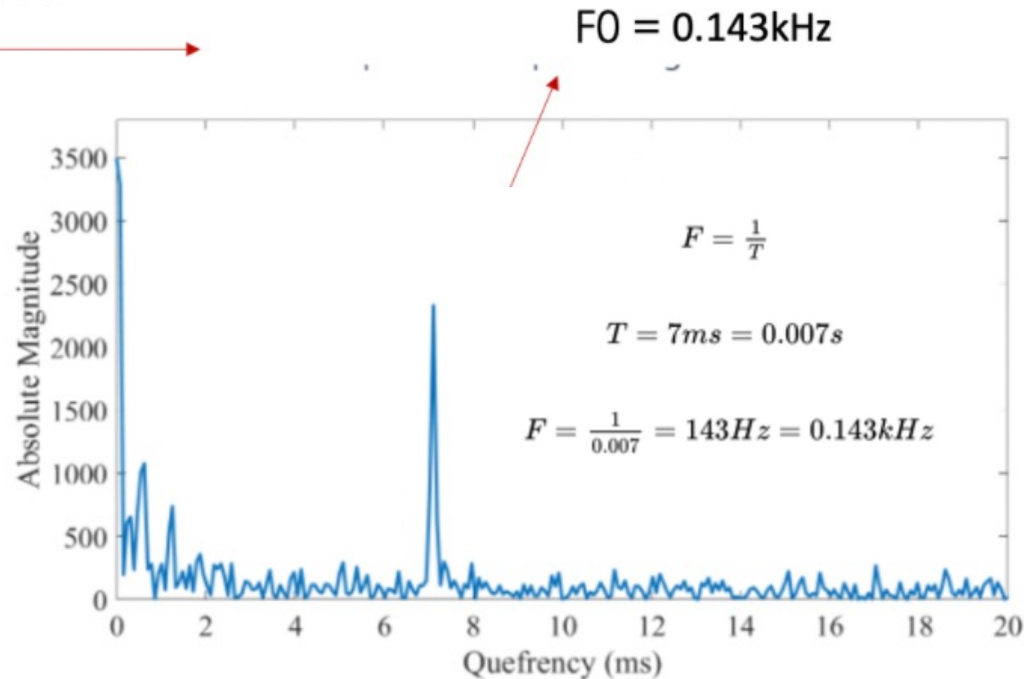 F0 = 0.143kHz
3500
3000
2500
2000
1500
1000
500
0
Absolute Magnitude
F = 1/T
T = 7ms = 0.007s
F = 1/0.007 = 143Hz = 0.143kHz
0 2 4 6 8 10 12 14 16 18 20
Quefrency (ms)